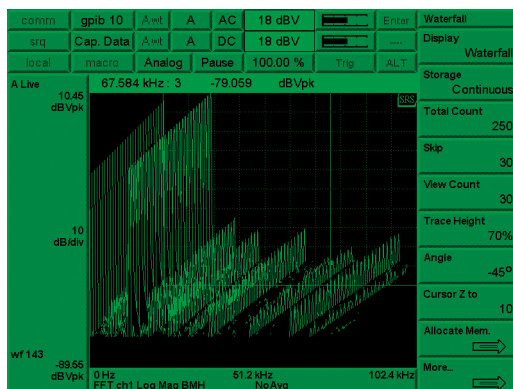 comm gpib 10 Awt A AC 18 dBV Enter Waterfall
srq Cap. Data Awt A DC 18 dBV ---- Display
Waterfall
local macro Analog Pause 100.00 % Trig ALT
Storage
Continuous
A Live 67.584 kHz : 3 -79.059 dBVpk
10.45
dBVpk
SRS
Total Count
250
Skip
30
View Count
30
10
dB/div
Trace Height
70%
Angle
-45º
Cursor Z to
10
Allocate Mem.
wf 143
-89.55
dBVpk
0 Hz 51.2 kHz 102.4 kHz
FFT ch1 Log Mag BMH NoAvg
More...